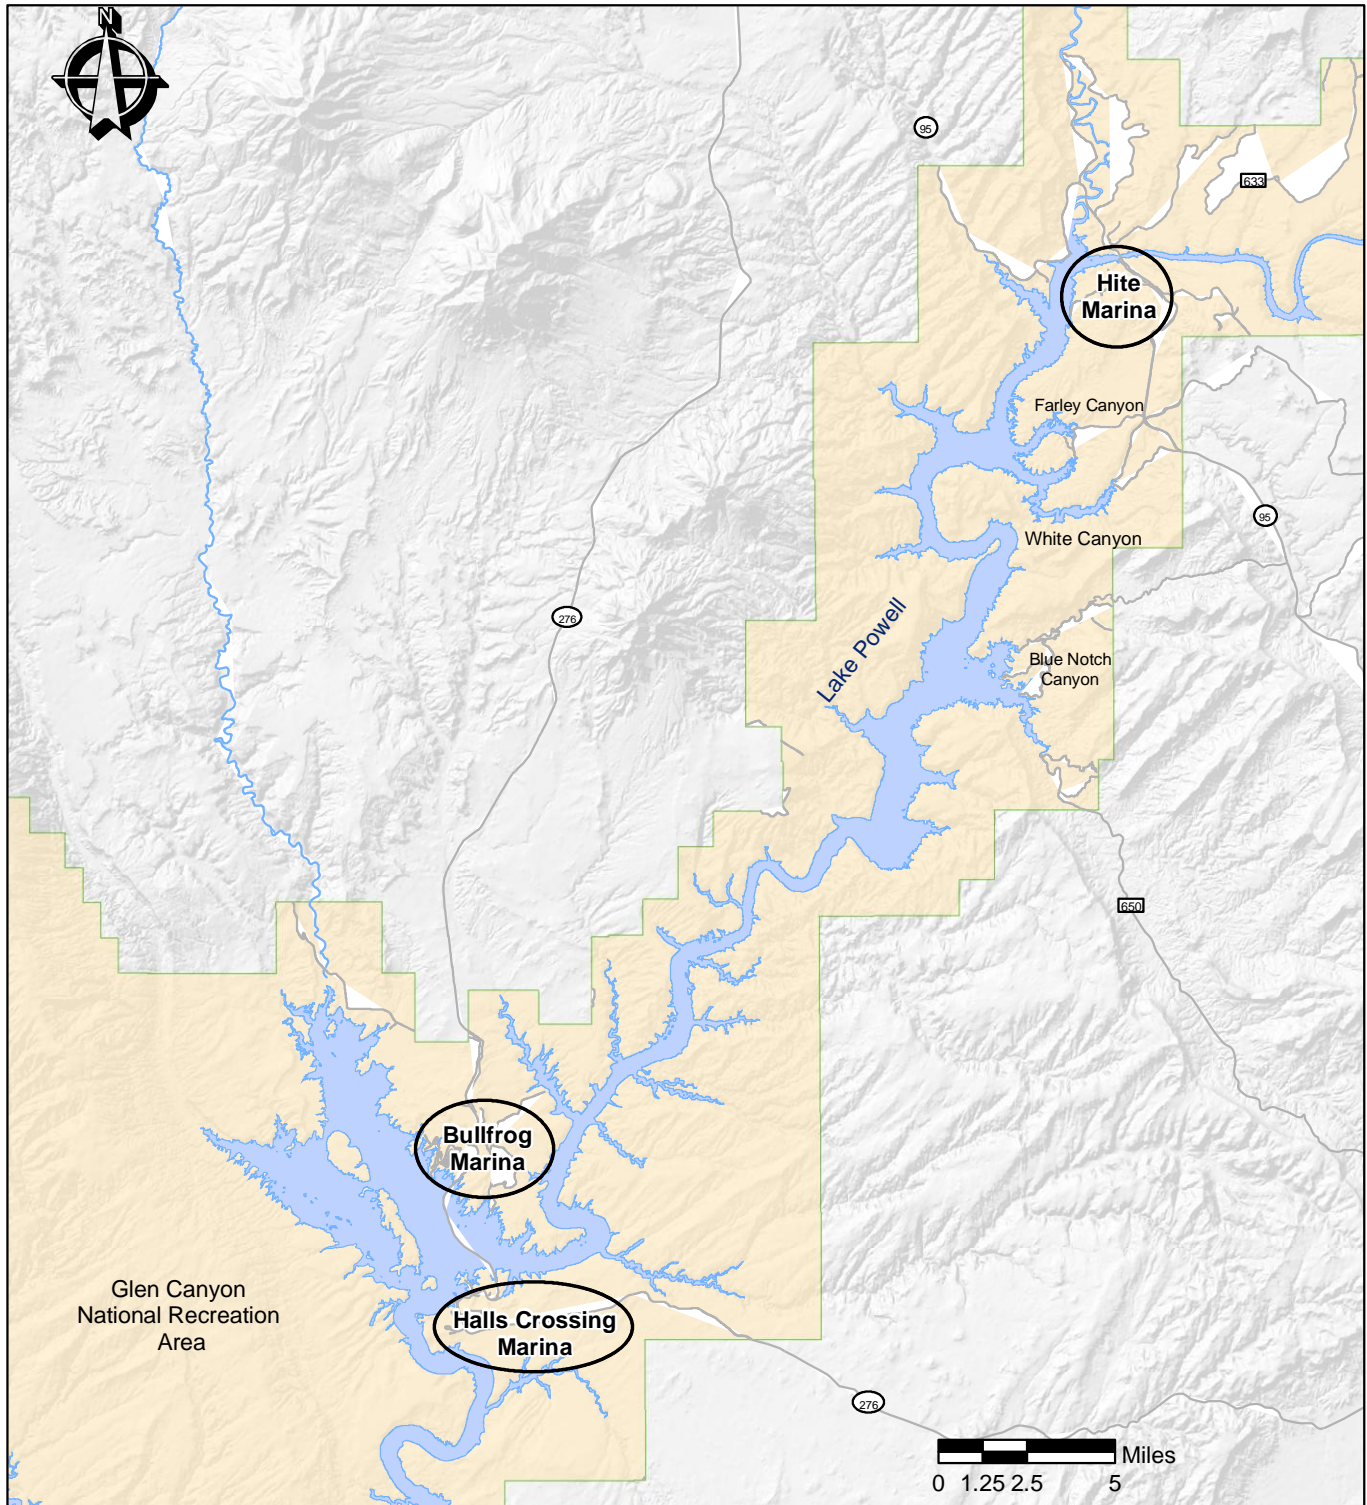 N
95
633
Hite
Marina
Farley Canyon
95
White Canyon
276
Lake Powell
Blue Notch
Canyon
650
Bullfrog
Marina
Glen Canyon
National Recreation
Area
Halls Crossing
Marina
276
Miles
0 1.25 2.5 5